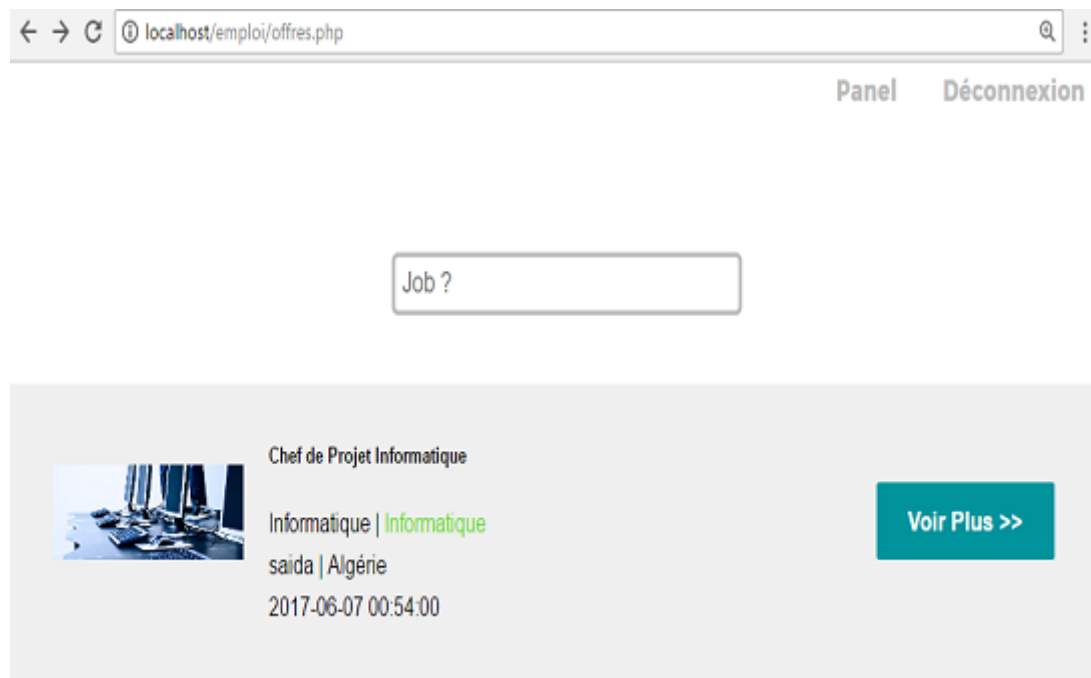 localhost/emploi/offres.php
Panel Déconnexion
Job ?
Chef de Projet Informatique
Informatique | Informatique
saida | Algérie
2017-06-07 00:54:00
Voir Plus >>